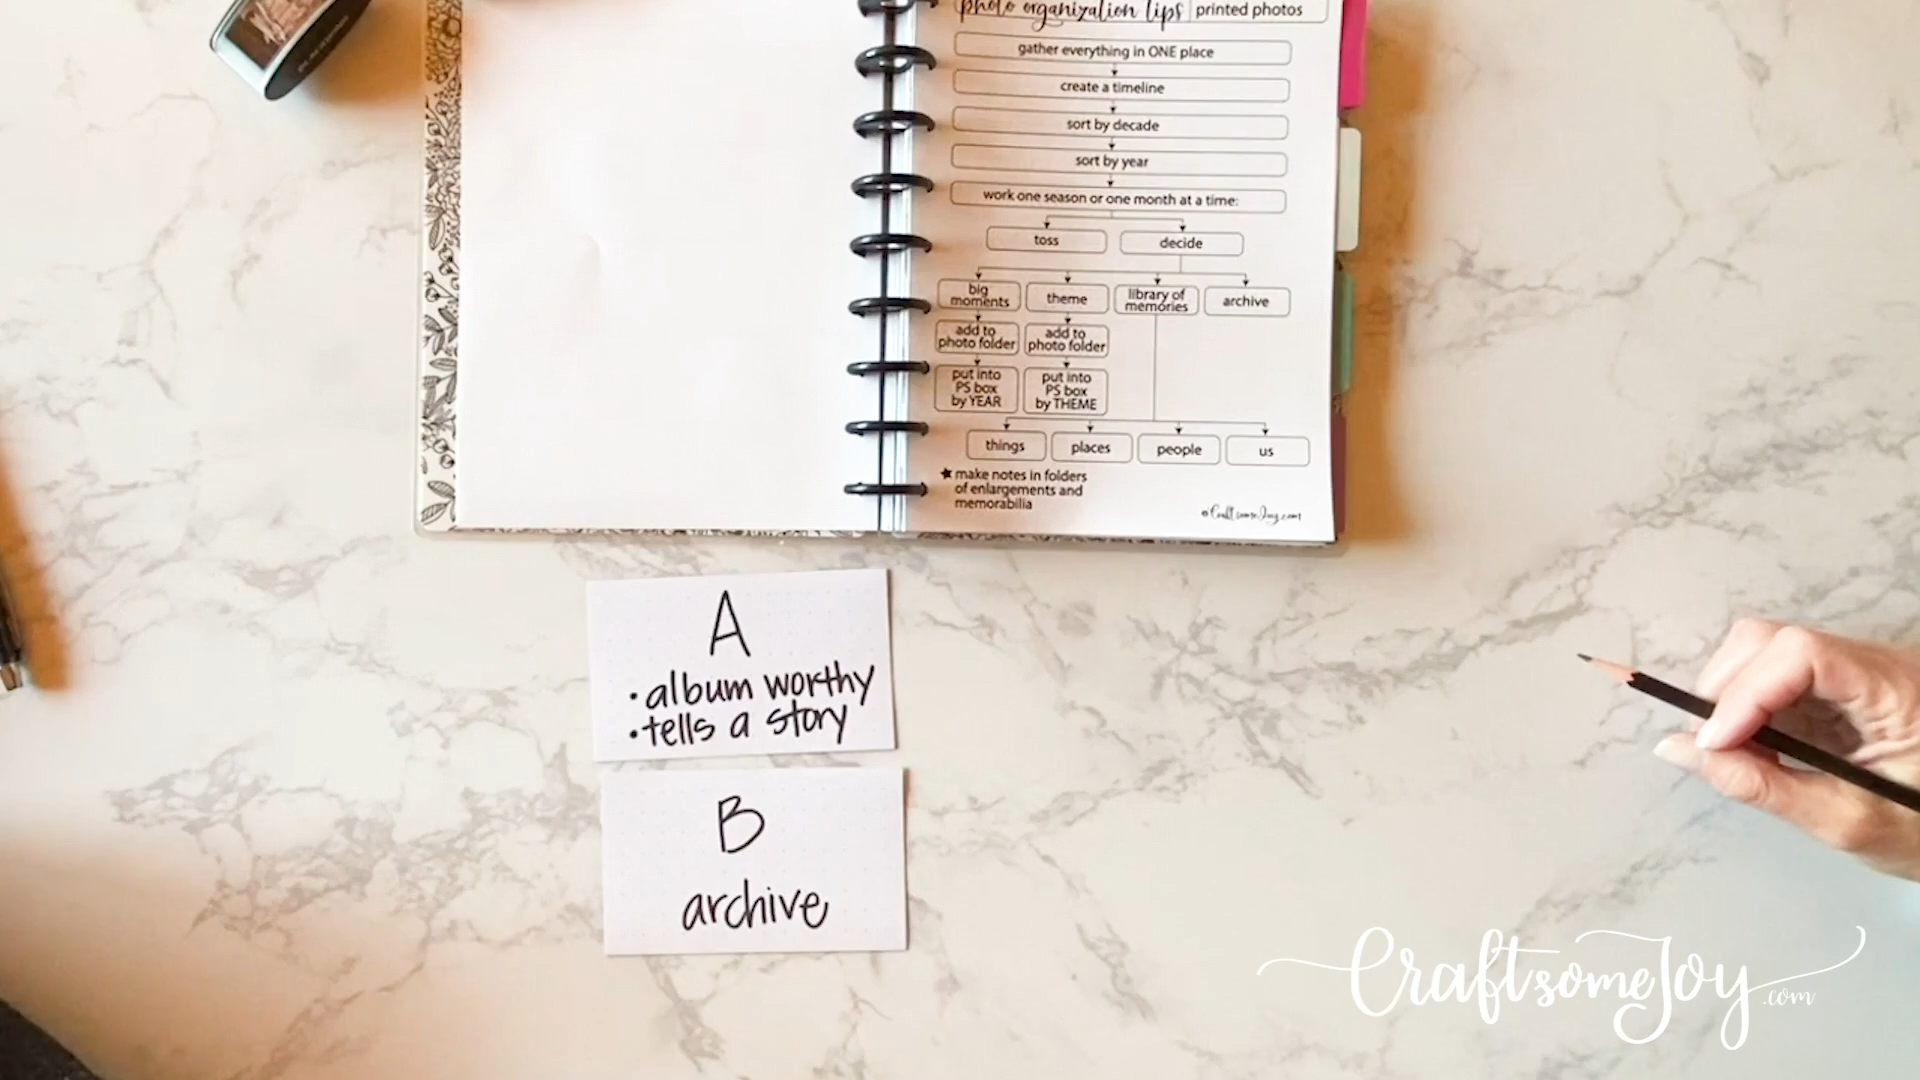 photo organization tips | printed photos
gather everything in ONE place
create a timeline
sort by decade
sort by year
work one season or one month at a time:
toss
decide
big
moments
theme
library of
memories
archive
add to
photo folder
add to
photo folder
put into
PS box
by YEAR
put into
PS box
by THEME
things
places
people
us
★ make notes in folders
of enlargements and
memorabilia
©CraftsomeJoy.com
A
•album worthy
•tells a story
B
archive
CraftsomeJoy.com